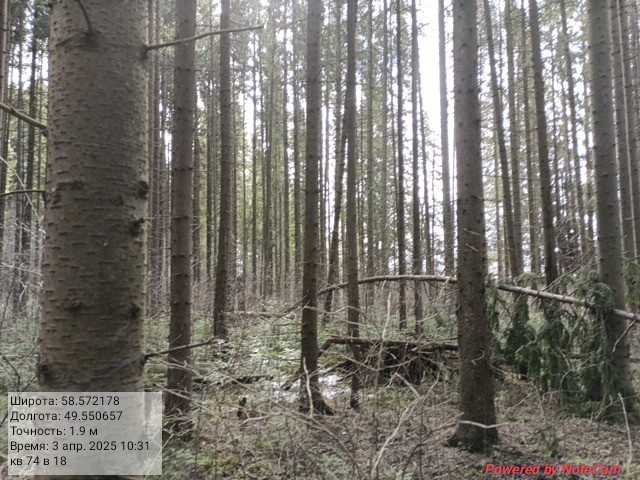 Широта: 58.572178
Долгота: 49.550657
Точность: 1.9 м
Время: 3 апр. 2025 10:31
кв 74 в 18
Powered by NoteCam